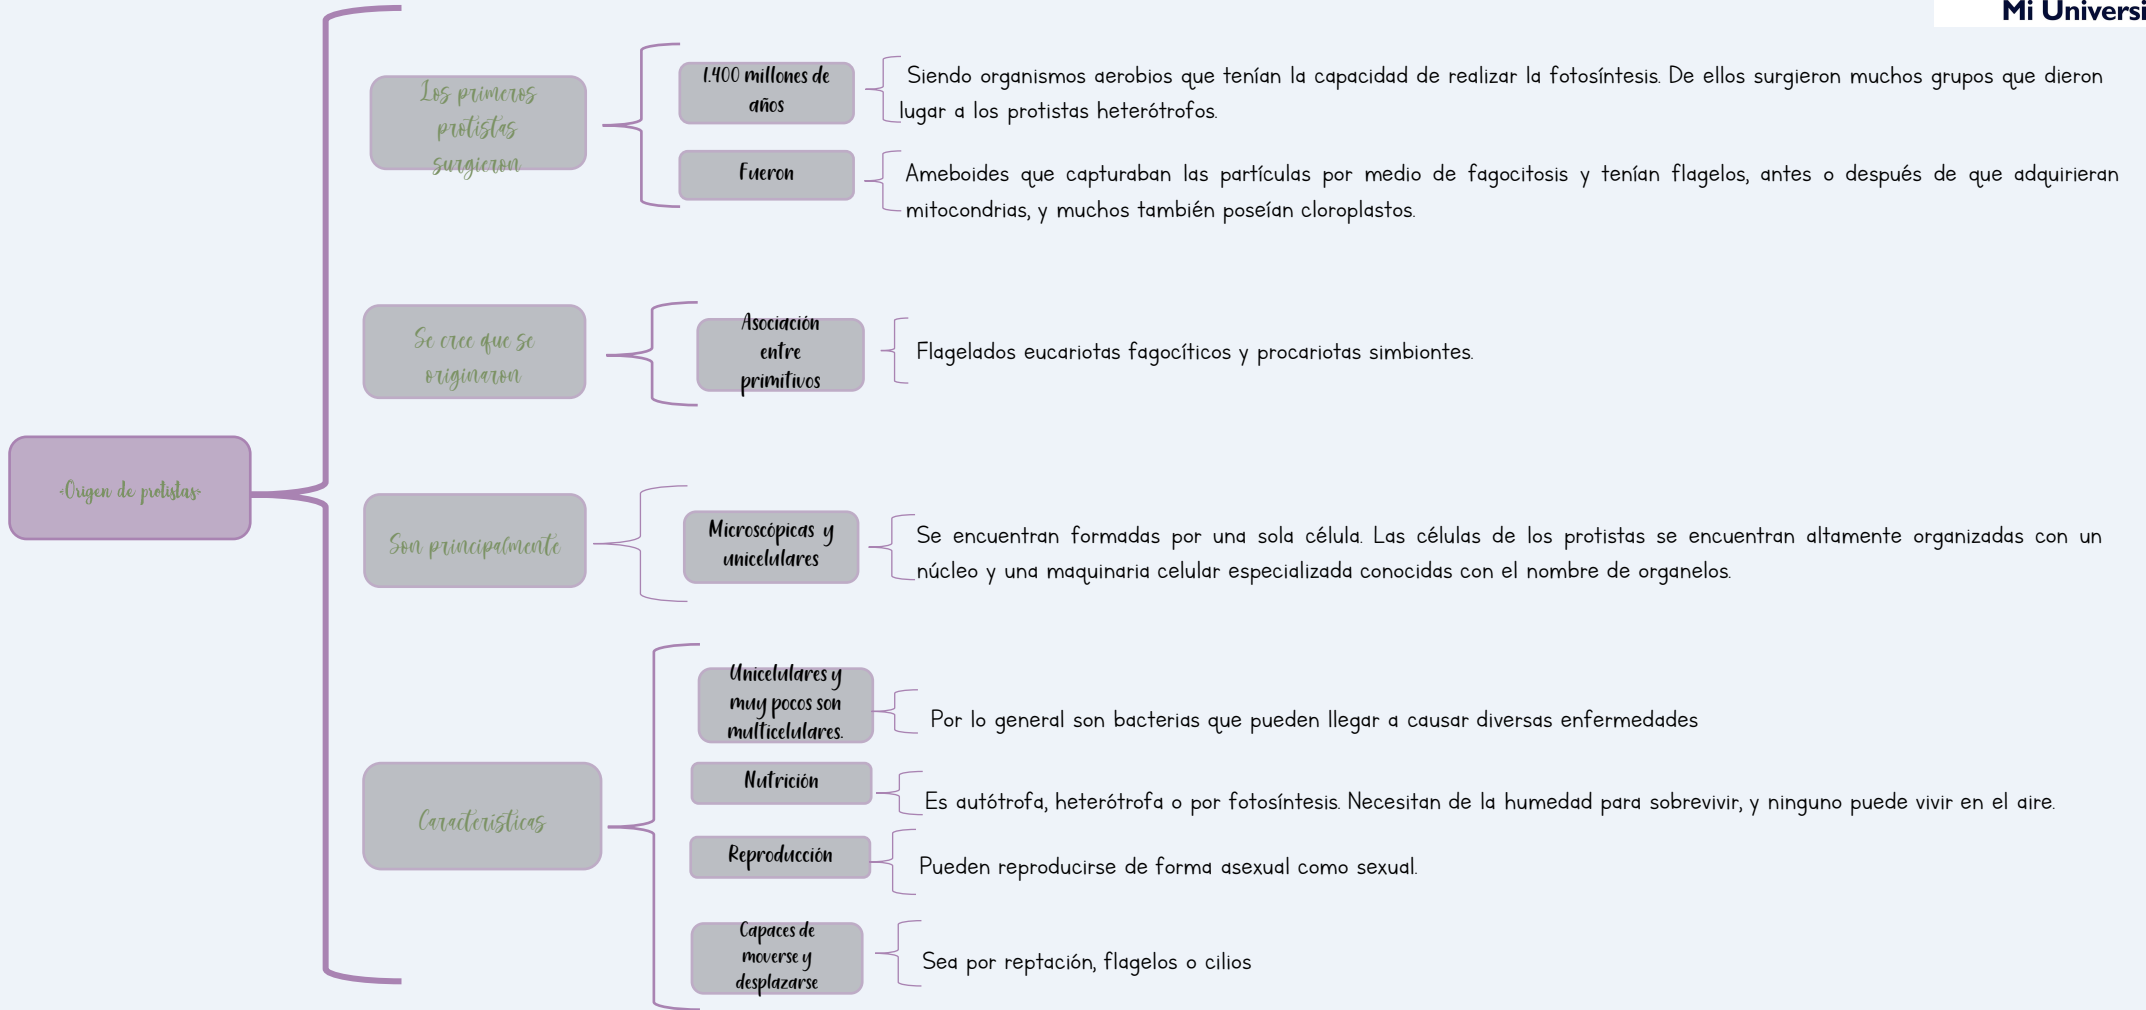 Mi Universi
<Origen de protistas>
Los primeros
protistas
surgieron
1.400 millones de
años
Siendo organismos aerobios que tenían la capacidad de realizar la fotosíntesis. De ellos surgieron muchos grupos que dieron
lugar a los protistas heterótrofos.
Fueron
Ameboides que capturaban las partículas por medio de fagocitosis y tenían flagelos, antes o después de que adquirieran
mitocondrias, y muchos también poseían cloroplastos.
Se cree que se
originaron
Asociación
entre
primitivos
Flagelados eucariotas fagocíticos y procariotas simbiontes.
Son principalmente
Microscópicas y
unicelulares
Se encuentran formadas por una sola célula. Las células de los protistas se encuentran altamente organizadas con un
núcleo y una maquinaria celular especializada conocidas con el nombre de organelos.
Características
Unicelulares y
muy pocos son
multicelulares.
Por lo general son bacterias que pueden llegar a causar diversas enfermedades
Nutrición
Es autótrofa, heterótrofa o por fotosíntesis. Necesitan de la humedad para sobrevivir, y ninguno puede vivir en el aire.
Reproducción
Pueden reproducirse de forma asexual como sexual.
Capaces de
moverse y
desplazarse
Sea por reptación, flagelos o cilios